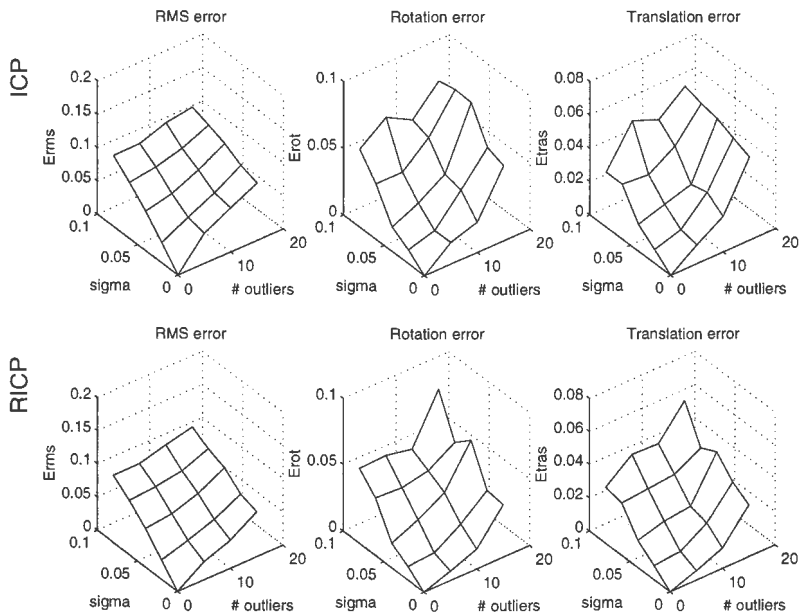 RMS error
Rotation error
Translation error
ICP
Erms
0.2
0.15
0.1
0.05
0
0.1
0.05
0
sigma
0
10
20
# outliers
Erot
0.1
0.05
0
0.1
0.05
0
sigma
0
10
20
# outliers
Etras
0.08
0.06
0.04
0.02
0
0.1
0.05
0
sigma
0
10
20
# outliers
RMS error
Rotation error
Translation error
RICP
Erms
0.2
0.15
0.1
0.05
0
0.1
0.05
0
sigma
0
10
20
# outliers
Erot
0.1
0.05
0
0.1
0.05
0
sigma
0
10
20
# outliers
Etras
0.08
0.06
0.04
0.02
0
0.1
0.05
0
sigma
0
10
20
# outliers